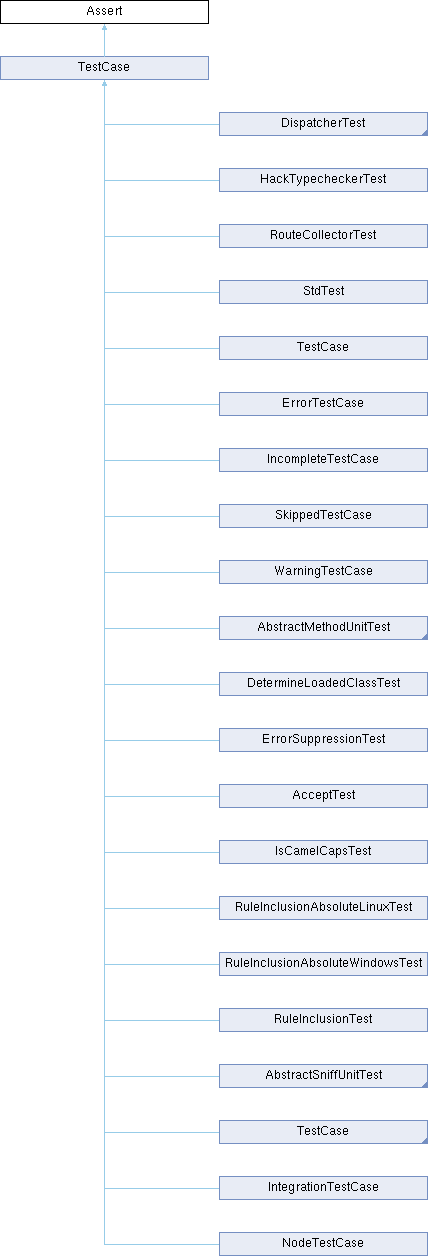 Assert
TestCase
DispatcherTest
HackTypecheckerTest
RouteCollectorTest
StdTest
TestCase
ErrorTestCase
IncompleteTestCase
SkippedTestCase
WarningTestCase
AbstractMethodUnitTest
DetermineLoadedClassTest
ErrorSuppressionTest
AcceptTest
IsCamelCapsTest
RuleInclusionAbsoluteLinuxTest
RuleInclusionAbsoluteWindowsTest
RuleInclusionTest
AbstractSniffUnitTest
TestCase
IntegrationTestCase
NodeTestCase